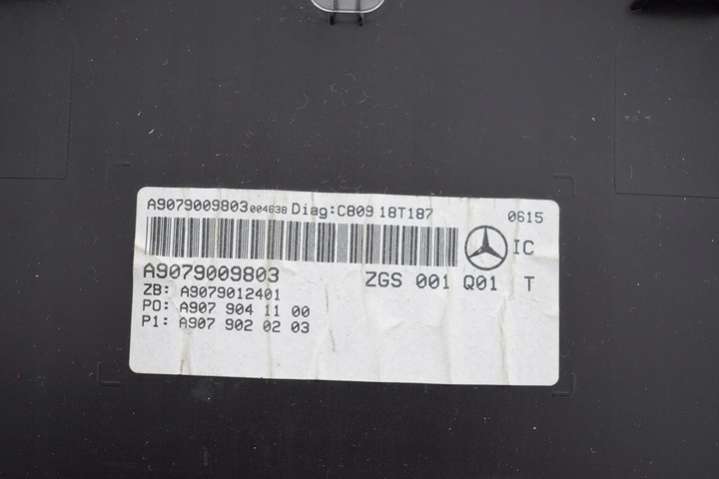 A9079009803 004638 Diag:C809 18T187 0615
IC
A9079009803 ZGS 001 Q01 T
ZB: A9079012401
P0: A907 904 11 00
P1: A907 902 02 03